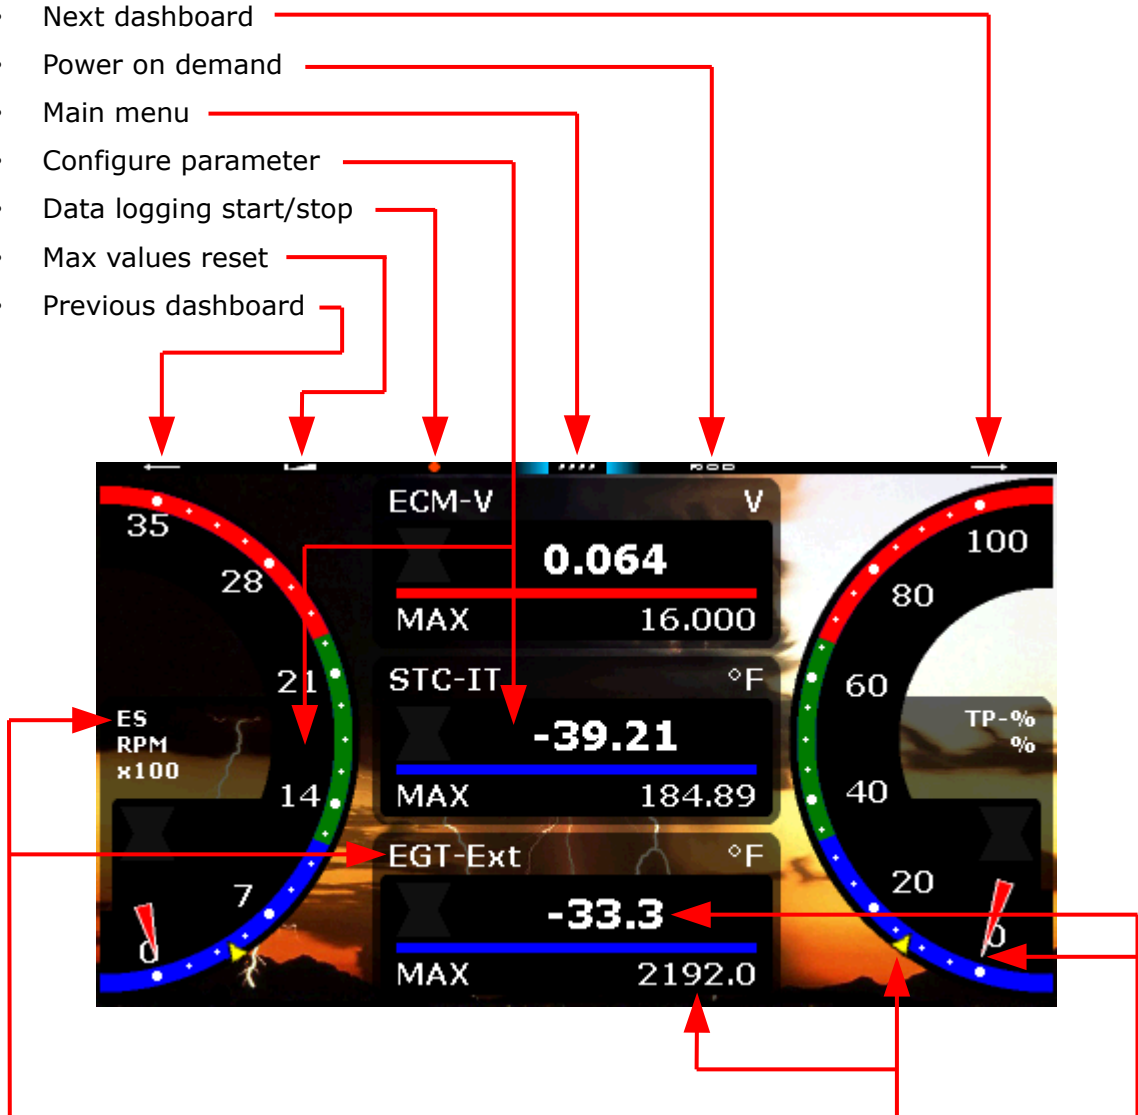 Next dashboard
Power on demand
Main menu
Configure parameter
Data logging start/stop
Max values reset
Previous dashboard
35
28
21
14
7
0
ES
RPM
x100
ECM-V V
0.064
MAX 16.000
STC-IT °F
-39.21
MAX 184.89
EGT-Ext °F
-33.3
MAX 2192.0
100
80
60
40
20
0
TP-%
%